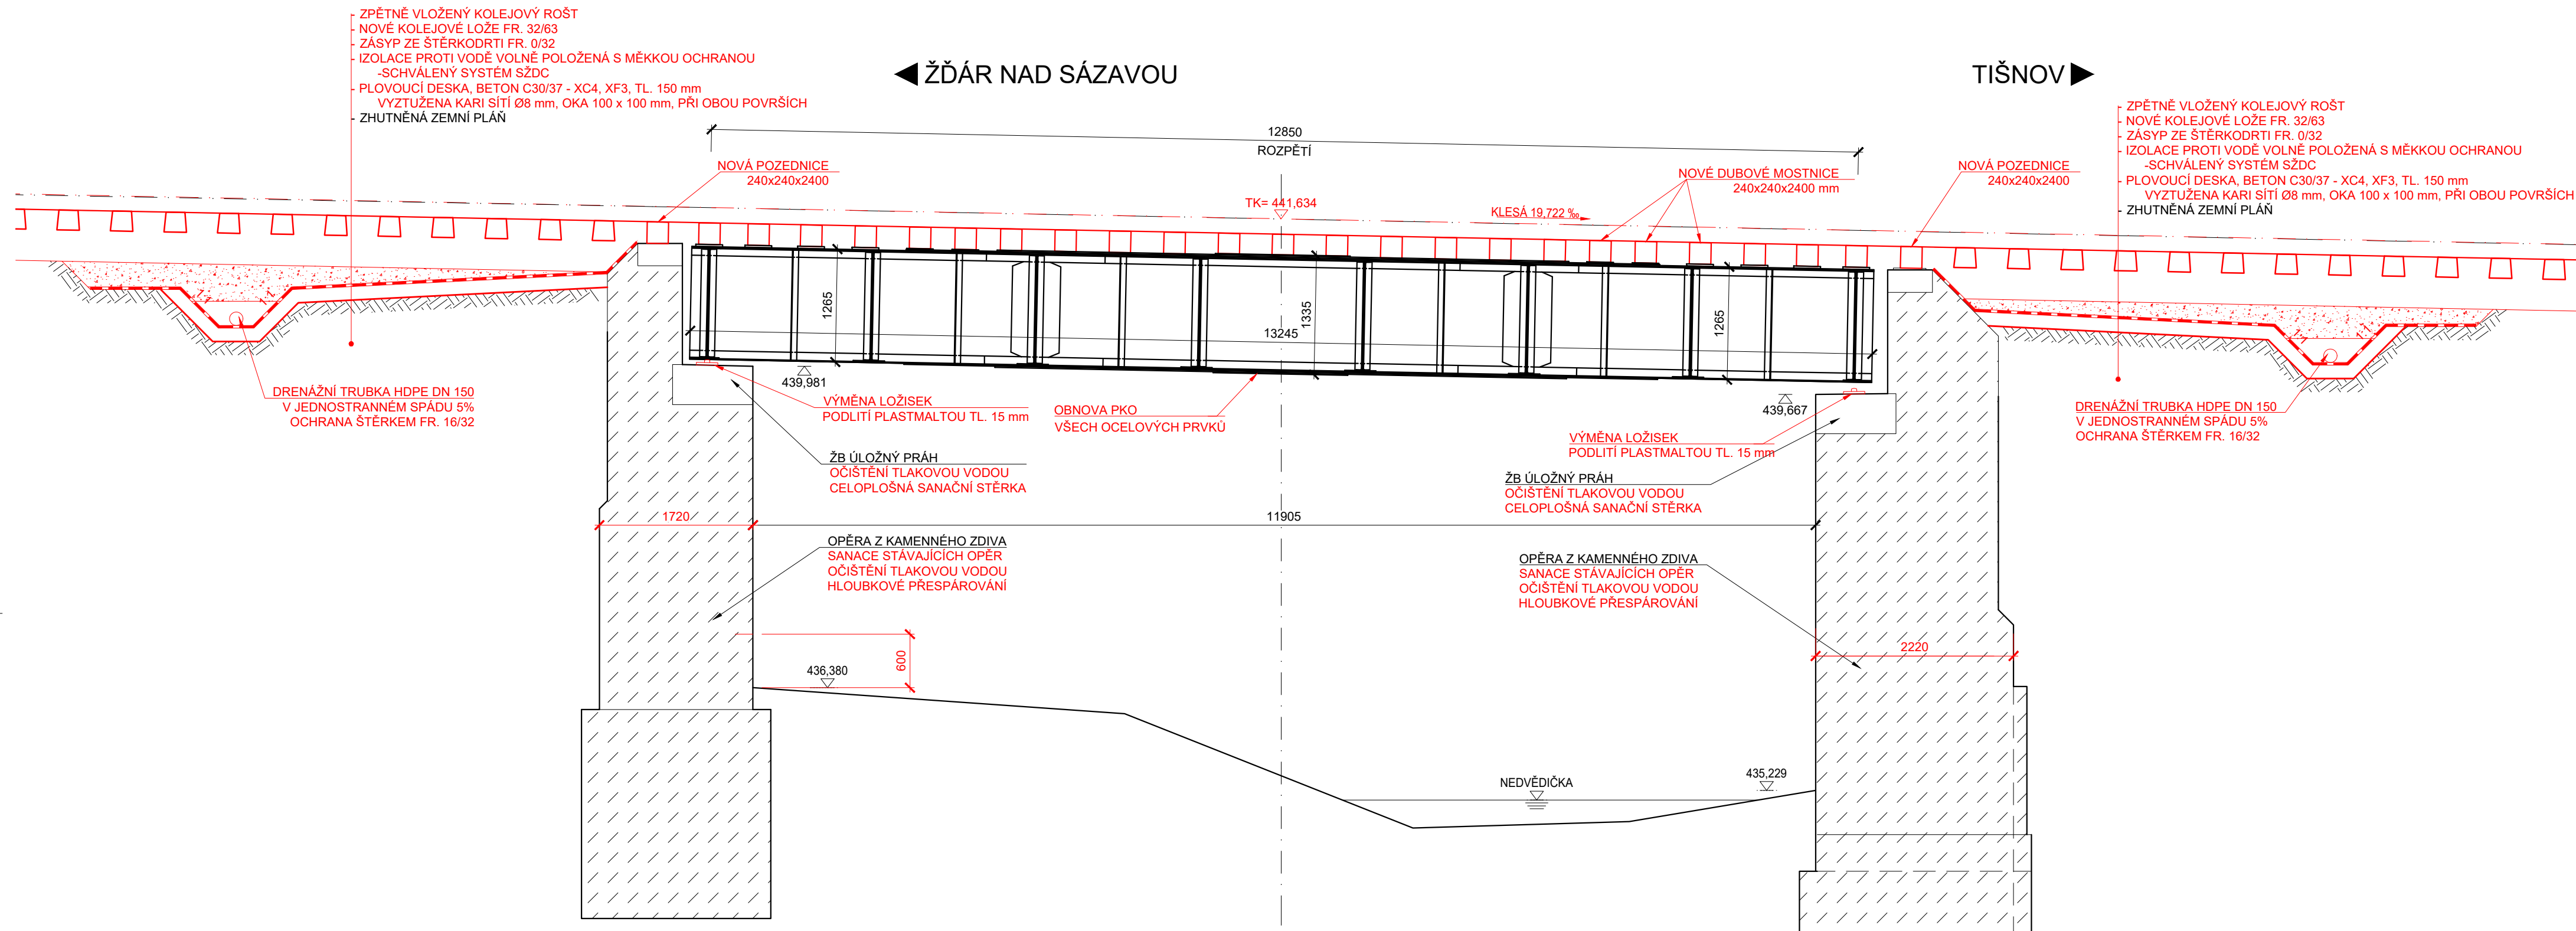 - ZPĚTNĚ VLOŽENÝ KOLEJOVÝ ROŠT
- NOVÉ KOLEJOVÉ LOŽE FR. 32/63
- ZÁSYP ZE ŠTĚRKODRTI FR. 0/32
- IZOLACE PROTI VODĚ VOLNĚ POLOŽENÁ S MĚKKOU OCHRANOU
-SCHVÁLENÝ SYSTÉM SŽDC
- PLOVOUCÍ DESKA, BETON C30/37 - XC4, XF3, TL. 150 mm
VYZTUŽENA KARI SÍTÍ Ø8 mm, OKA 100 x 100 mm, PŘI OBOU POVRŠÍCH
- ZHUTNĚNÁ ZEMNÍ PLÁŇ
ŽĎÁR NAD SÁZAVOU
TIŠNOV
- ZPĚTNĚ VLOŽENÝ KOLEJOVÝ ROŠT
- NOVÉ KOLEJOVÉ LOŽE FR. 32/63
- ZÁSYP ZE ŠTĚRKODRTI FR. 0/32
- IZOLACE PROTI VODĚ VOLNĚ POLOŽENÁ S MĚKKOU OCHRANOU
-SCHVÁLENÝ SYSTÉM SŽDC
- PLOVOUCÍ DESKA, BETON C30/37 - XC4, XF3, TL. 150 mm
VYZTUŽENA KARI SÍTÍ Ø8 mm, OKA 100 x 100 mm, PŘI OBOU POVRŠÍCH
- ZHUTNĚNÁ ZEMNÍ PLÁŇ
12850
ROZPĚTÍ
NOVÁ POZEDNICE
240x240x2400
NOVÉ DUBOVÉ MOSTNICE
240x240x2400 mm
NOVÁ POZEDNICE
240x240x2400
TK= 441,634
KLESÁ 19,722 ‰
1265
1335
1265
13245
439,981
439,667
DRENÁŽNÍ TRUBKA HDPE DN 150
V JEDNOSTRANNÉM SPÁDU 5%
OCHRANA ŠTĚRKEM FR. 16/32
VÝMĚNA LOŽISEK
PODLITÍ PLASTMALTOU TL. 15 mm
OBNOVA PKO
VŠECH OCELOVÝCH PRVKŮ
VÝMĚNA LOŽISEK
PODLITÍ PLASTMALTOU TL. 15 mm
DRENÁŽNÍ TRUBKA HDPE DN 150
V JEDNOSTRANNÉM SPÁDU 5%
OCHRANA ŠTĚRKEM FR. 16/32
ŽB ÚLOŽNÝ PRÁH
OČIŠTĚNÍ TLAKOVOU VODOU
CELOPLOŠNÁ SANAČNÍ STĚRKA
ŽB ÚLOŽNÝ PRÁH
OČIŠTĚNÍ TLAKOVOU VODOU
CELOPLOŠNÁ SANAČNÍ STĚRKA
1720
11905
OPĚRA Z KAMENNÉHO ZDIVA
SANACE STÁVAJÍCÍCH OPĚR
OČIŠTĚNÍ TLAKOVOU VODOU
HLOUBKOVÉ PŘESPÁROVÁNÍ
OPĚRA Z KAMENNÉHO ZDIVA
SANACE STÁVAJÍCÍCH OPĚR
OČIŠTĚNÍ TLAKOVOU VODOU
HLOUBKOVÉ PŘESPÁROVÁNÍ
600
2220
436,380
NEDVĚDIČKA
435,229